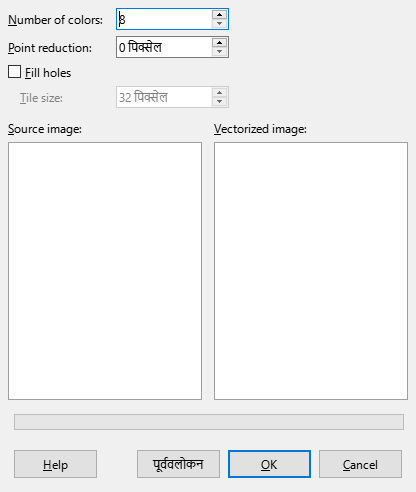 Number of colors: 8
Point reduction: 0 पिक्सेल
Fill holes
Tile size: 32 पिक्सेल
Source image: Vectorized image:
Help पूर्ववलोकन OK Cancel